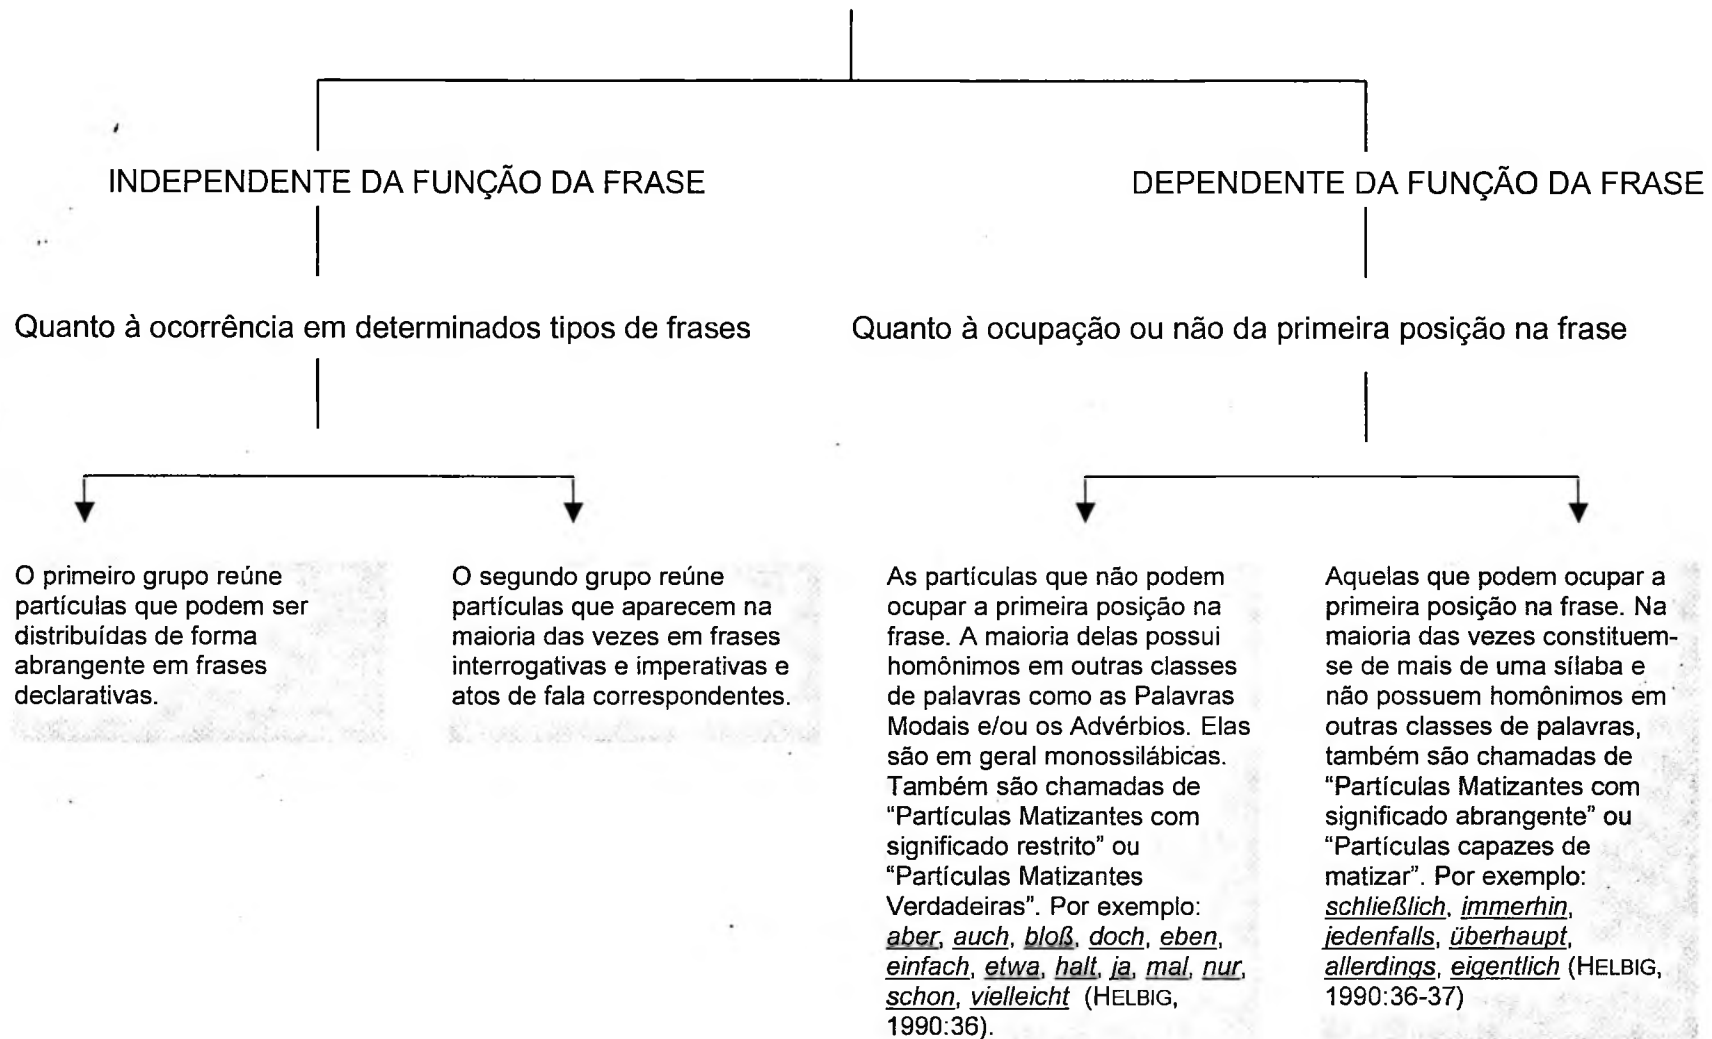 INDEPENDENTE DA FUNÇÃO DA FRASE
DEPENDENTE DA FUNÇÃO DA FRASE
Quanto à ocorrência em determinados tipos de frases
Quanto à ocupação ou não da primeira posição na frase
O primeiro grupo reúne
partículas que podem ser
distribuídas de forma
abrangente em frases
declarativas.
O segundo grupo reúne
partículas que aparecem na
maioria das vezes em frases
interrogativas e imperativas e
atos de fala correspondentes.
As partículas que não podem
ocupar a primeira posição na
frase. A maioria delas possui
homônimos em outras classes
de palavras como as Palavras
Modais e/ou os Advérbios. Elas
são em geral monossilábicas.
Também são chamadas de
“Partículas Matizantes com
significado restrito” ou
“Partículas Matizantes
Verdadeiras”. Por exemplo:
aber, auch, bloß, doch, eben,
einfach, etwa, halt, ja, mal, nur,
schon, vielleicht (HELBIG,
1990:36).
Aquelas que podem ocupar a
primeira posição na frase. Na
maioria das vezes constituem-
se de mais de uma sílaba e
não possuem homônimos em
outras classes de palavras,
também são chamadas de
“Partículas Matizantes com
significado abrangente” ou
“Partículas capazes de
matizar”. Por exemplo:
schließlich, immerhin,
jedenfalls, überhaupt,
allerdings, eigentlich (HELBIG,
1990:36-37)